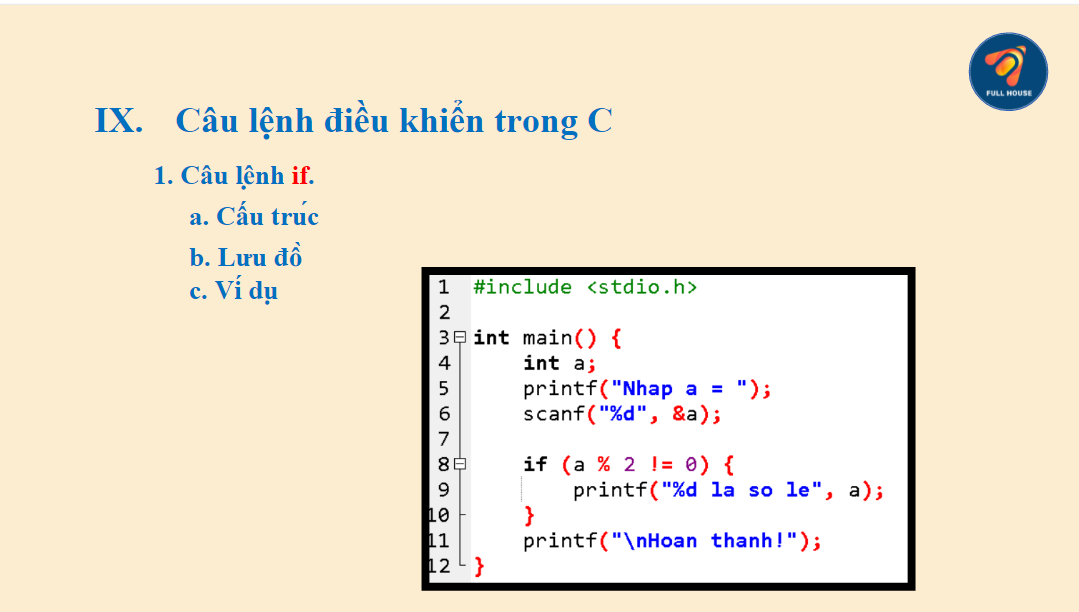 FULL HOUSE
IX. Câu lệnh điều khiển trong C
1. Câu lệnh if.
a. Cấu trúc
b. Lưu đồ
c. Ví dụ
1 #include <stdio.h>
2
3 int main() {
4 int a;
5 printf("Nhap a = ");
6 scanf("%d", &a);
7
8 if (a % 2 != 0) {
9 printf("%d la so le", a);
10 }
11 printf("\nHoan thanh!");
12 }